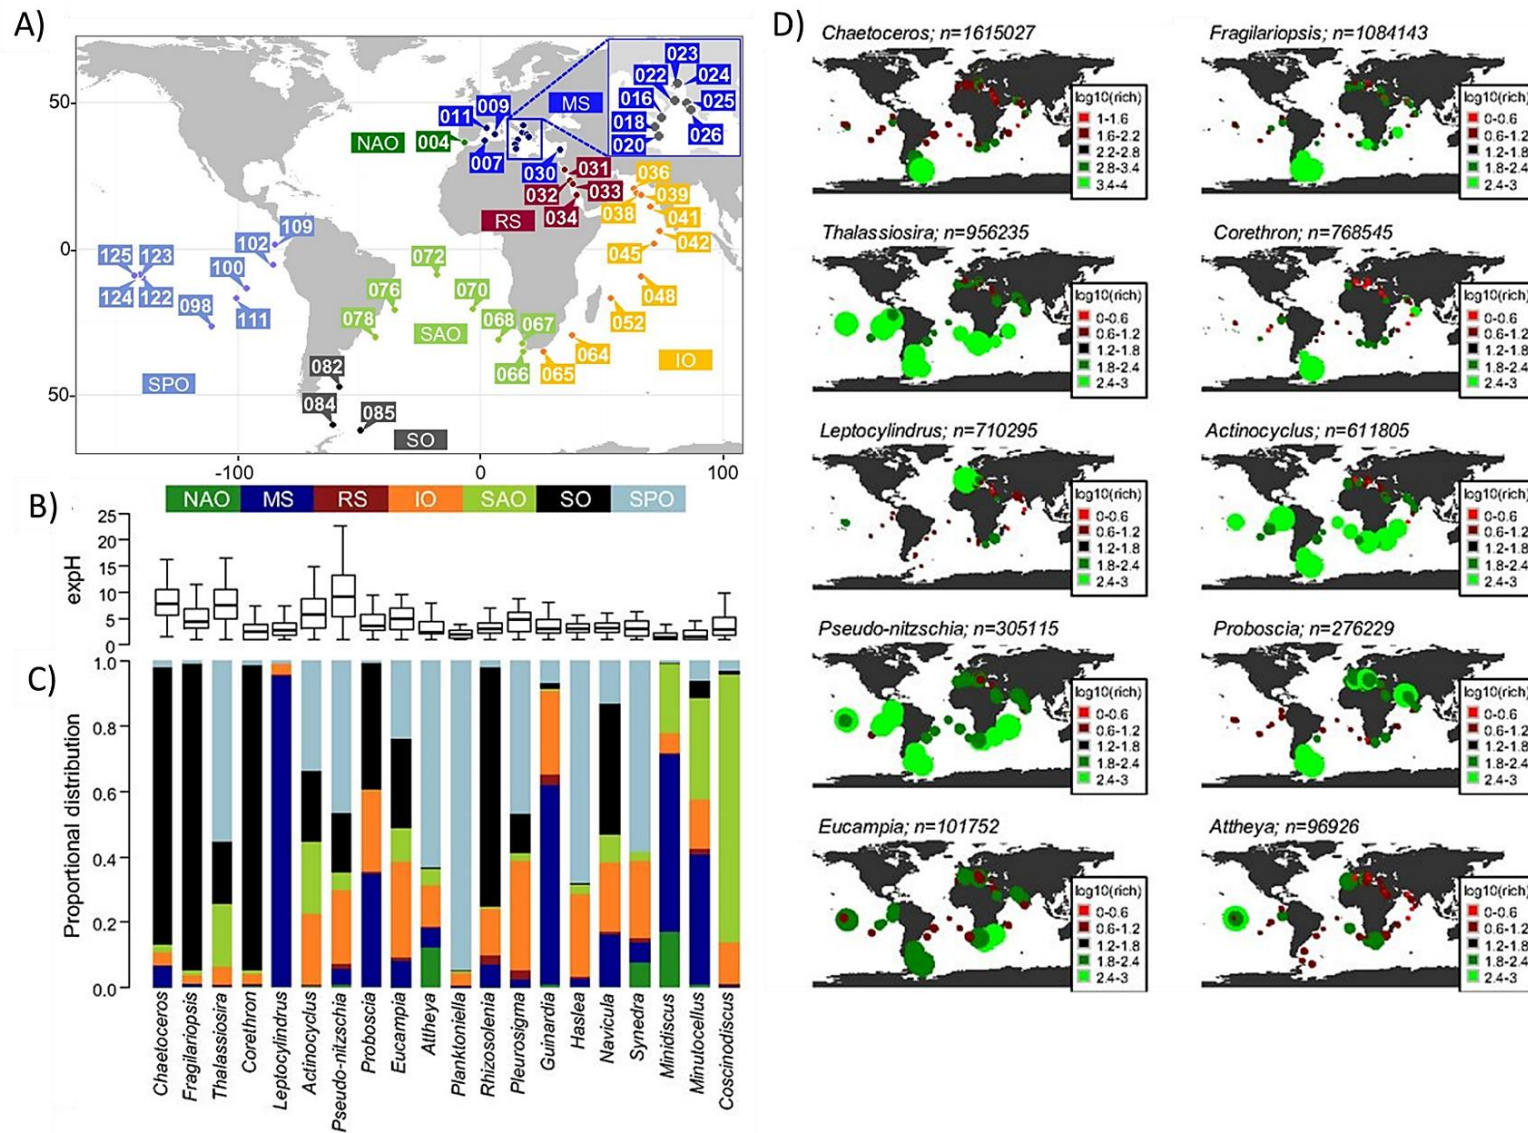 A)
50
0
50
-100
0
100
NAO
004
011
009
007
MS
030
023
022
024
016
025
018
026
020
031
032
033
034
RS
036
039
038
041
042
045
048
052
064
065
IO
072
076
070
078
068
067
066
SAO
109
102
125
123
100
124
122
098
111
SPO
082
084
085
SO
B)
NAO MS RS IO SAO SO SPO
expH
25
20
15
10
5
0
C)
Proportional distribution
1.0
0.8
0.6
0.4
0.2
0.0
Chaetoceros
Fragilariopsis
Thalassiosira
Corethron
Leptocylindrus
Actinocyclus
Pseudo-nitzschia
Proboscia
Eucampia
Attheya
Planktoniella
Rhizosolenia
Pleurosigma
Guinardia
Haslea
Navicula
Synedra
Minidiscus
Minutocellus
Coscinodiscus
D)
Chaetoceros; n=1615027
log10(rich)
1-1.6
1.6-2.2
2.2-2.8
2.8-3.4
3.4-4
Fragilariopsis; n=1084143
log10(rich)
0-0.6
0.6-1.2
1.2-1.8
1.8-2.4
2.4-3
Thalassiosira; n=956235
log10(rich)
0-0.6
0.6-1.2
1.2-1.8
1.8-2.4
2.4-3
Corethron; n=768545
log10(rich)
0-0.6
0.6-1.2
1.2-1.8
1.8-2.4
2.4-3
Leptocylindrus; n=710295
log10(rich)
0-0.6
0.6-1.2
1.2-1.8
1.8-2.4
2.4-3
Actinocyclus; n=611805
log10(rich)
0-0.6
0.6-1.2
1.2-1.8
1.8-2.4
2.4-3
Pseudo-nitzschia; n=305115
log10(rich)
0-0.6
0.6-1.2
1.2-1.8
1.8-2.4
2.4-3
Proboscia; n=276229
log10(rich)
0-0.6
0.6-1.2
1.2-1.8
1.8-2.4
2.4-3
Eucampia; n=101752
log10(rich)
0-0.6
0.6-1.2
1.2-1.8
1.8-2.4
2.4-3
Attheya; n=96926
log10(rich)
0-0.6
0.6-1.2
1.2-1.8
1.8-2.4
2.4-3